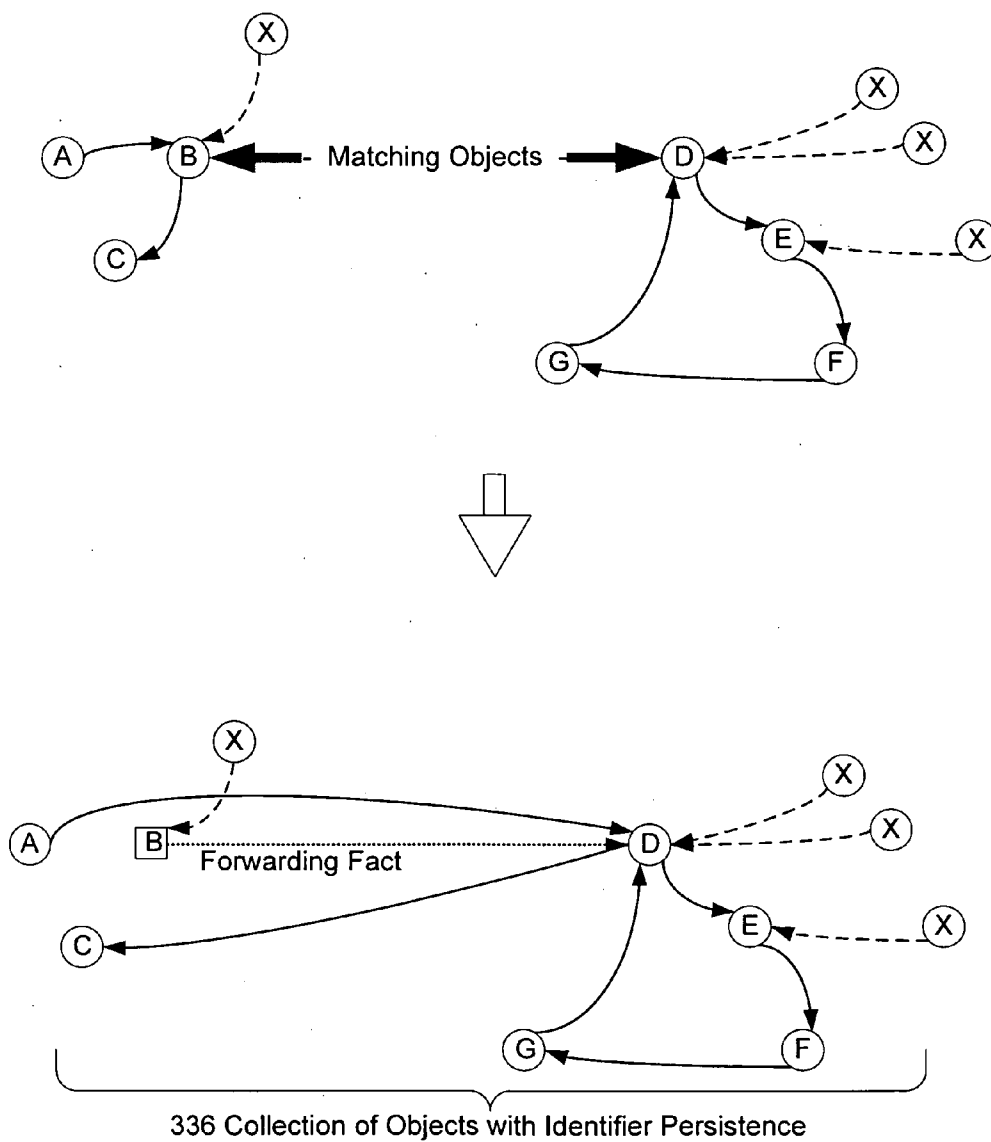 X
X
X
A
B
Matching Objects
D
E
X
C
G
F
X
X
X
A
B
D
Forwarding Fact
C
E
X
G
F
336 Collection of Objects with Identifier Persistence